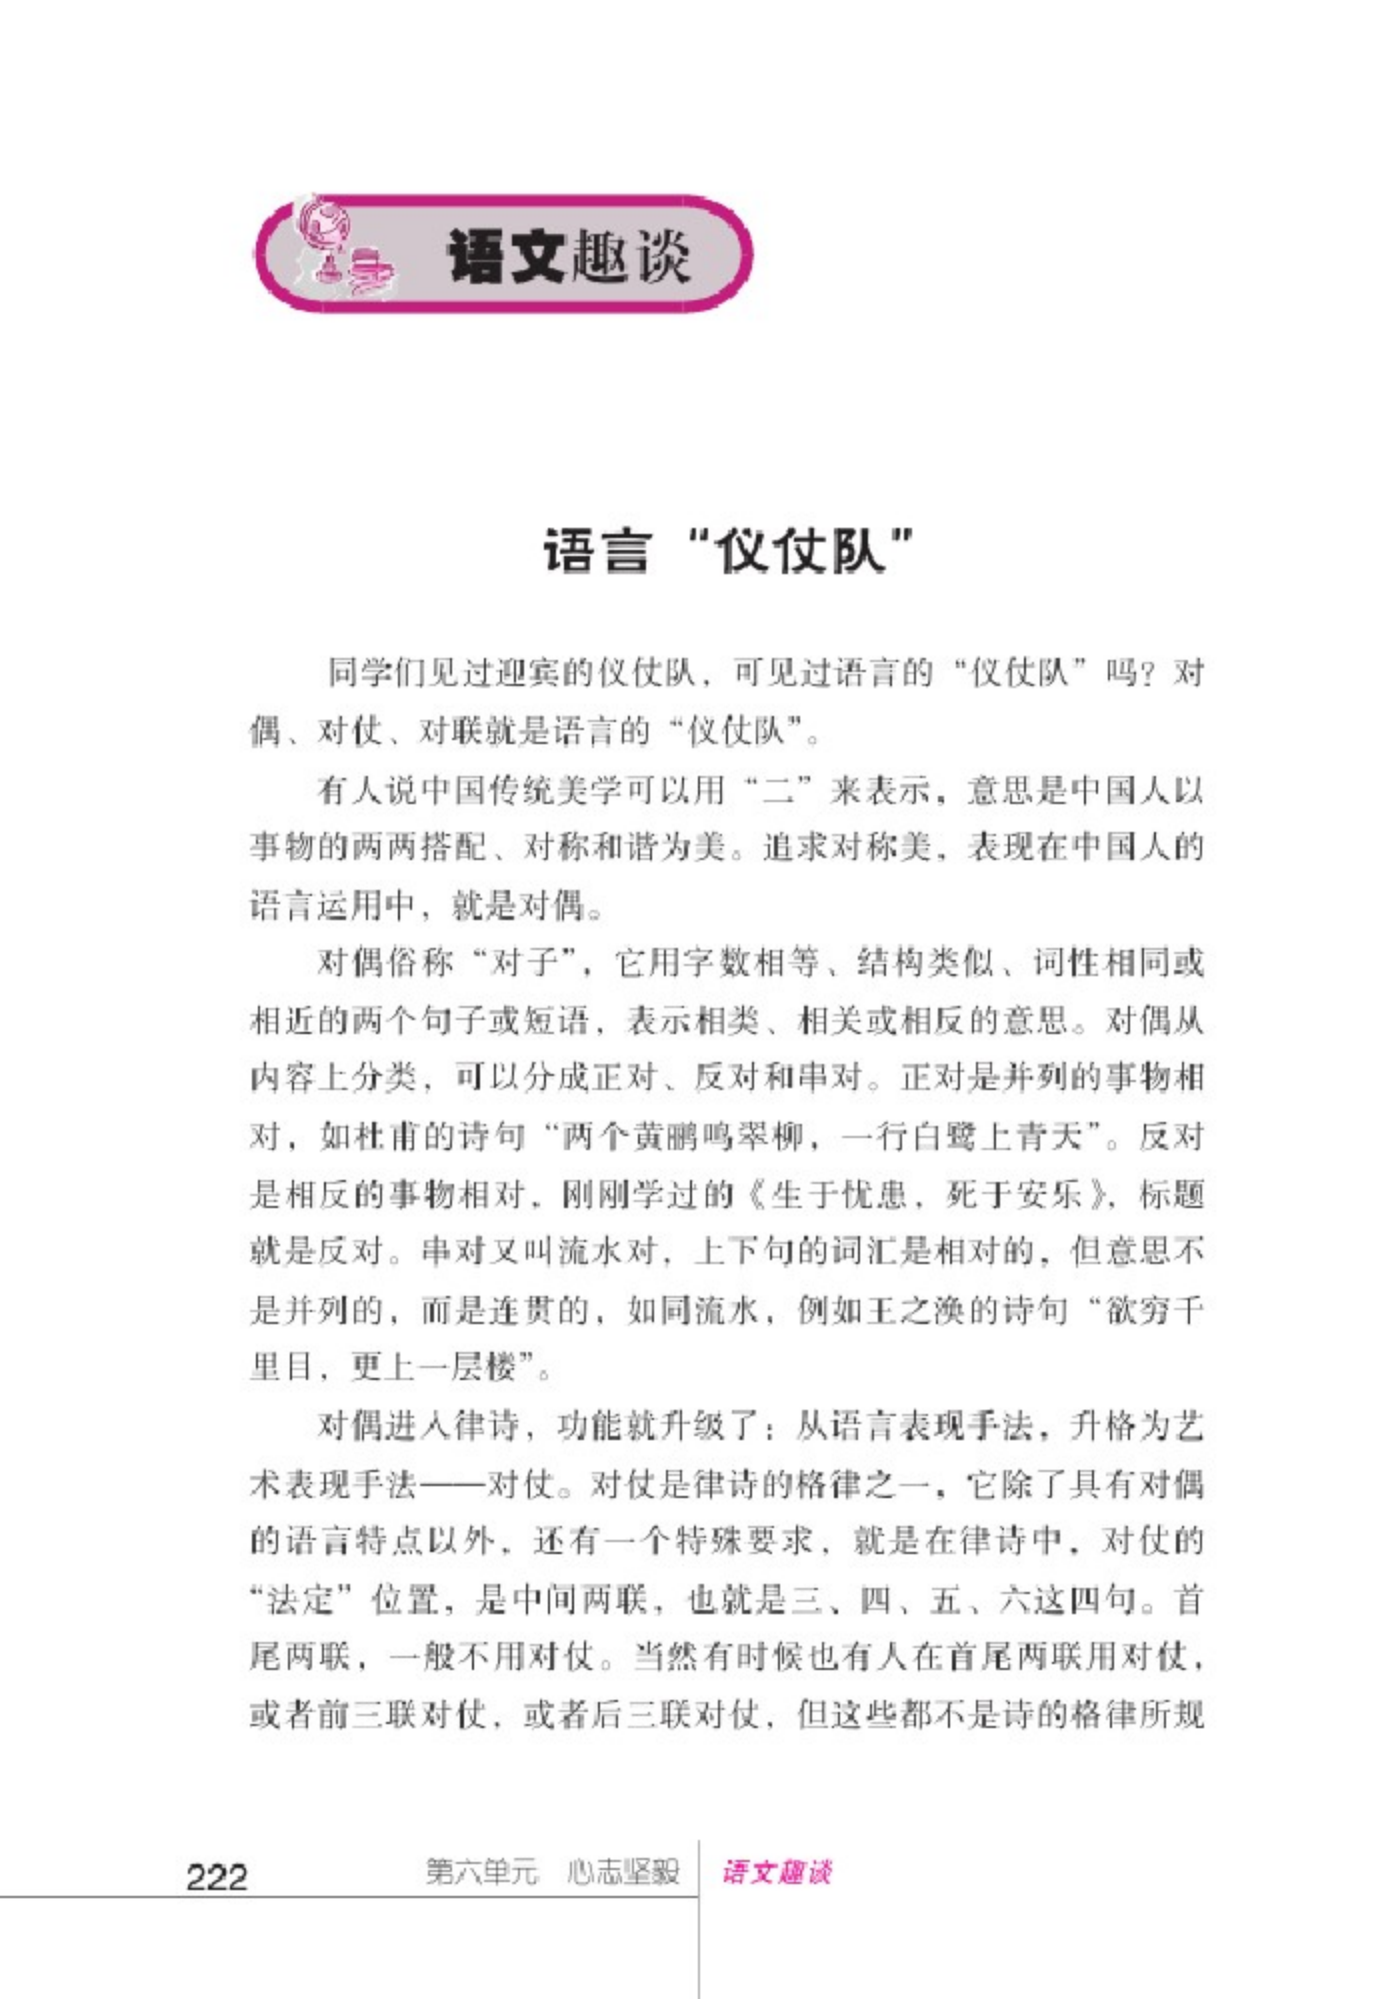 语文趣谈
语言“仪仗队”
同学们见过迎宾的仪仗队，可见过语言的“仪仗队”吗？对
偶、对仗、对联就是语言的“仪仗队”。
有人说中国传统美学可以用“二”来表示，意思是中国人以
事物的两两搭配、对称和谐为美。追求对称美，表现在中国人的
语言运用中，就是对偶。
对偶俗称“对子”，它用字数相等、结构类似、词性相同或
相近的两个句子或短语，表示相类、相关或相反的意思。对偶从
内容上分类，可以分成正对、反对和串对。正对是并列的事物相
对，如杜甫的诗句“两个黄鹂鸣翠柳，一行白鹭上青天”。反对
是相反的事物相对，刚刚学过的《生于忧患，死于安乐》，标题
就是反对。串对又叫流水对，上下句的词汇是相对的，但意思不
是并列的，而是连贯的，如同流水，例如王之涣的诗句“欲穷千
里目，更上一层楼”。
对偶进入律诗，功能就升级了：从语言表现手法，升格为艺
术表现手法——对仗。对仗是律诗的格律之一，它除了具有对偶
的语言特点以外，还有一个特殊要求，就是在律诗中，对仗的
“法定”位置，是中间两联，也就是三、四、五、六这四句。首
尾两联，一般不用对仗。当然有时候也有人在首尾两联用对仗，
或者前三联对仗，或者后三联对仗，但这些都不是诗的格律所规
222 第六单元 心志坚毅 语文趣谈